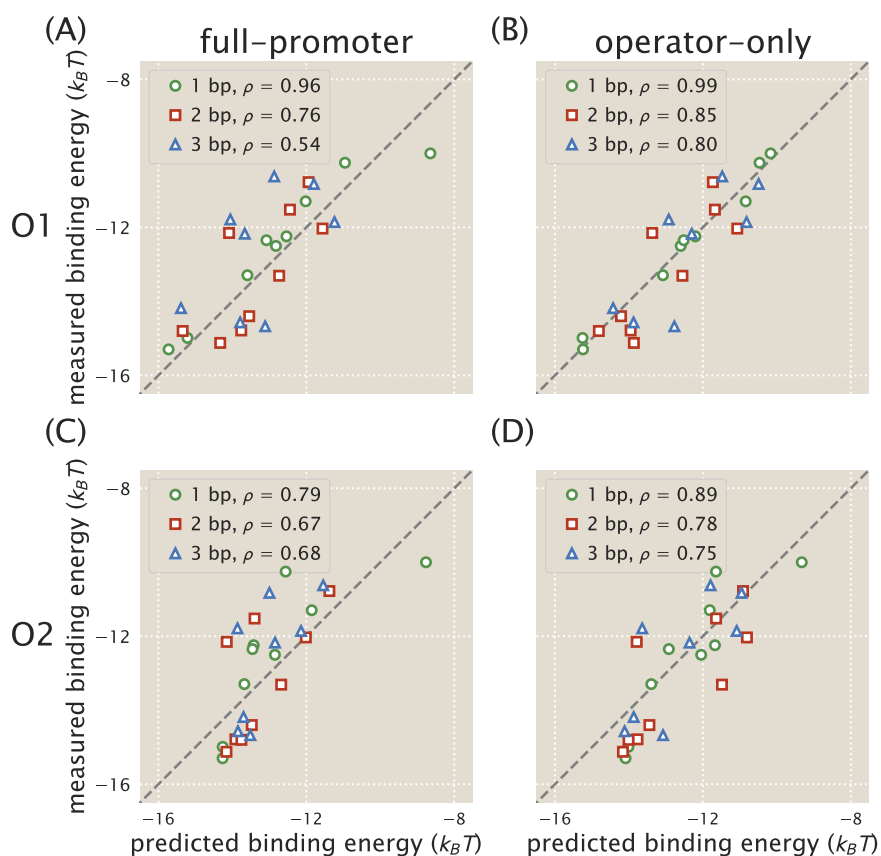 (A) full-promoter
(B) operator-only
O1
measured binding energy (k_BT)
−8
−12
−16
1 bp, ρ = 0.96
2 bp, ρ = 0.76
3 bp, ρ = 0.54
1 bp, ρ = 0.99
2 bp, ρ = 0.85
3 bp, ρ = 0.80
(C)
(D)
O2
measured binding energy (k_BT)
−8
−12
−16
1 bp, ρ = 0.79
2 bp, ρ = 0.67
3 bp, ρ = 0.68
1 bp, ρ = 0.89
2 bp, ρ = 0.78
3 bp, ρ = 0.75
−16 −12 −8
−16 −12 −8
predicted binding energy (k_BT)
predicted binding energy (k_BT)